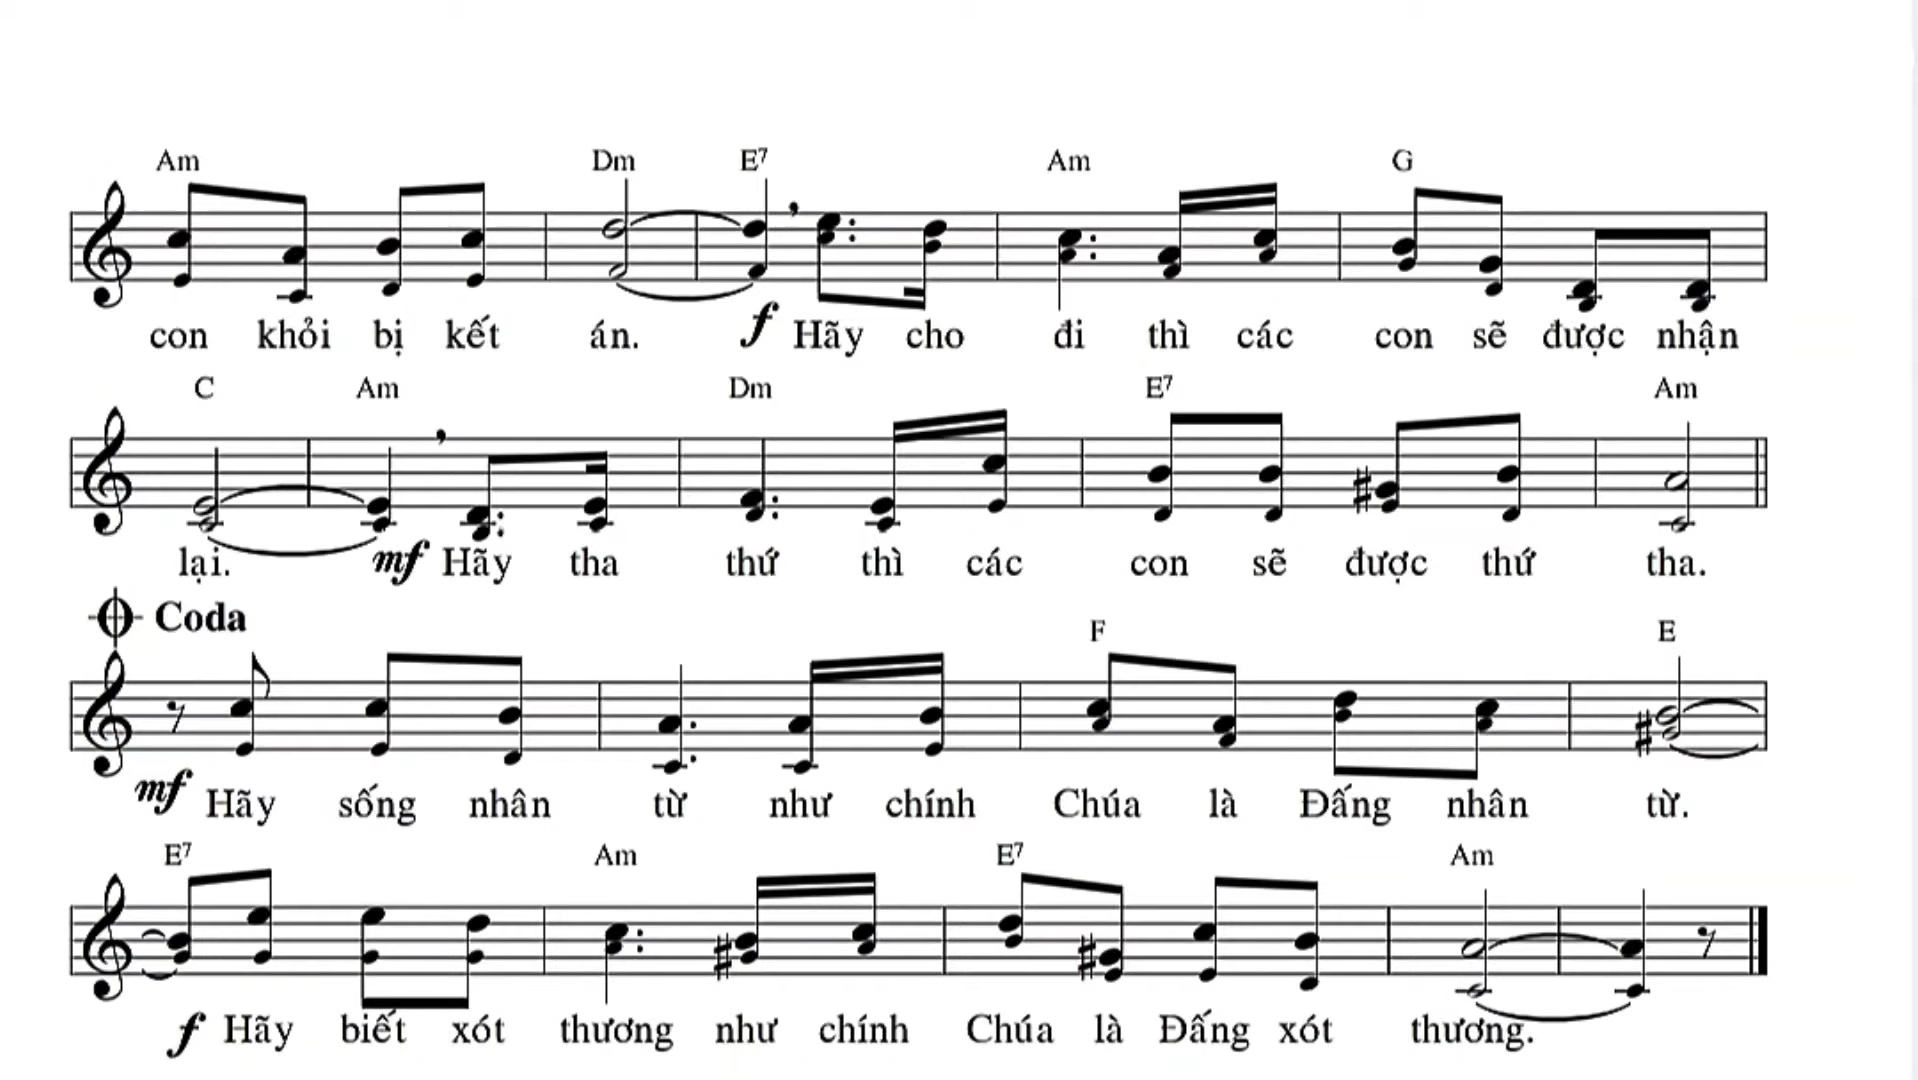 Am Dm E7 Am G
con khỏi bị kết án. f Hãy cho đi thì các con sẽ được nhận
C Am Dm E7 Am
lại. mf Hãy tha thứ thì các con sẽ được thứ tha.
Coda
F E
mf Hãy sống nhân từ như chính Chúa là Đấng nhân từ.
E7 Am E7 Am
f Hãy biết xót thương như chính Chúa là Đấng xót thương.